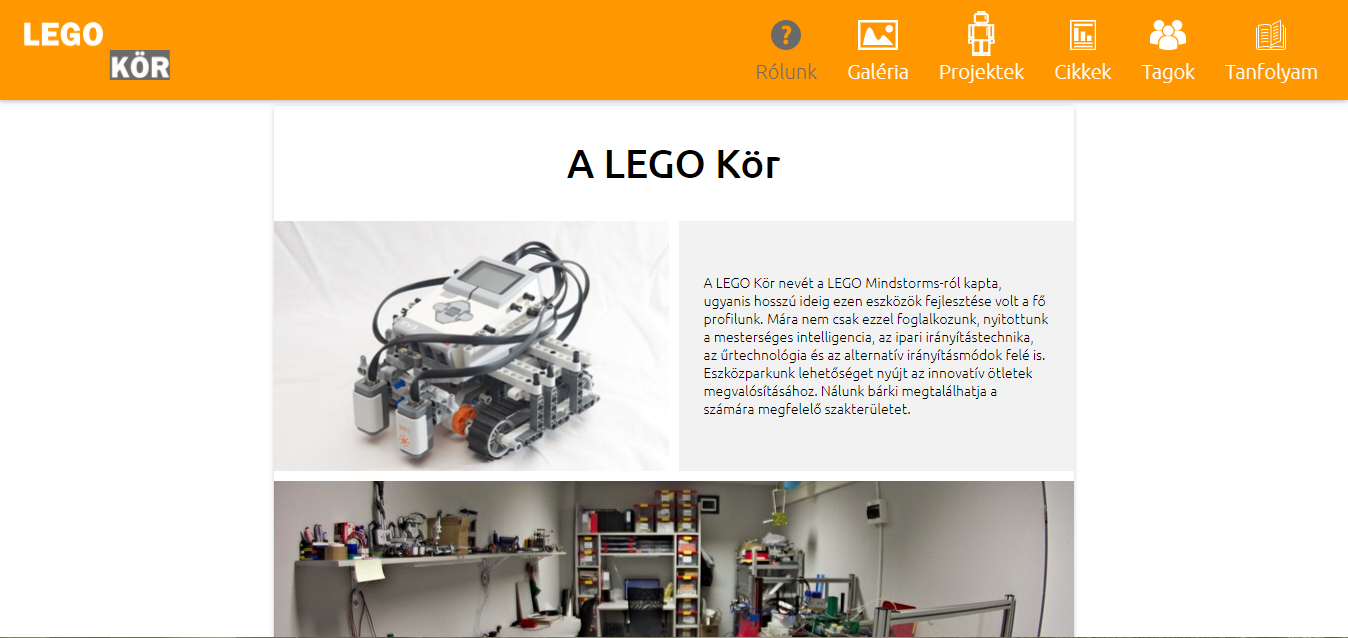 LEGO
KÖR
?
Rólunk
Galéria
Projektek
Cikkek
Tagok
Tanfolyam
A LEGO Kör
A LEGO Kör nevét a LEGO Mindstorms-ról kapta,
ugyanis hosszú ideig ezen eszközök fejlesztése volt a fő
profilunk. Mára nem csak ezzel foglalkozunk, nyitottunk
a mesterséges intelligencia, az ipari irányítástechnika,
az űrtechnológia és az alternatív irányításmódok felé is.
Eszközparkunk lehetőséget nyújt az innovatív ötletek
megvalósításához. Nálunk bárki megtalálhatja a
számára megfelelő szakterületet.